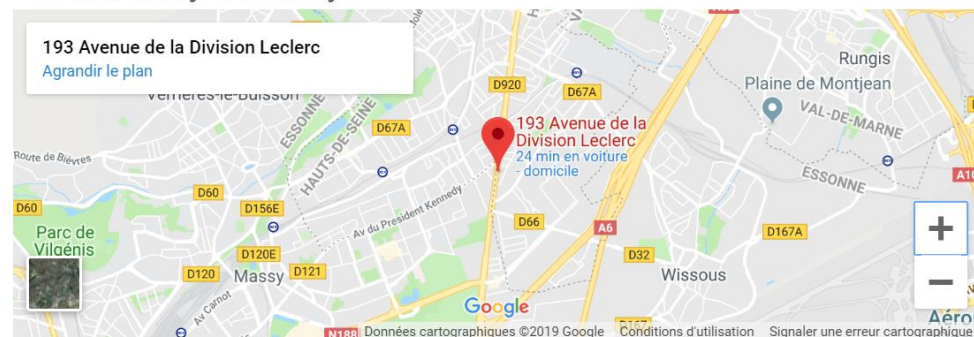 193 Avenue de la Division Leclerc
Agrandir le plan
Verrières-le-Buisson
D920
D67A
Rungis
Plaine de Montjean
ESSONNE
HAUTS-DE-SEINE
D67A
193 Avenue de la
Division Leclerc
24 min en voiture
- domicile
VAL-DE-MARNE
Route de Bièvres
ESSONNE
A10
D60
D60
D156E
Av du President Kennedy
D66
A6
D167A
+
Parc de
Vilgénis
D120E
D32
D120
Massy
D121
Wissous
−
Av Carnot
Google
Aéro
N188
Données cartographiques ©2019 Google
Conditions d'utilisation
Signaler une erreur cartographique